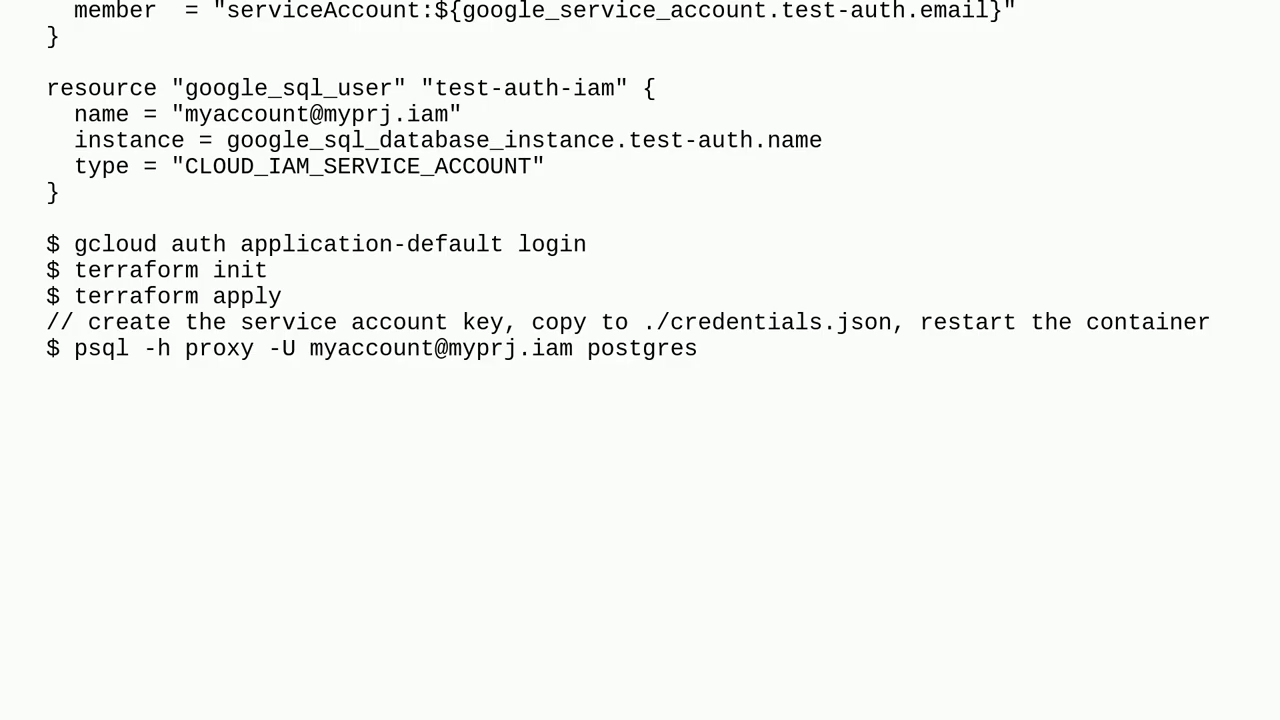 member  = "serviceAccount:${google_service_account.test-auth.email}"
}
resource "google_sql_user" "test-auth-iam" {
name = "myaccount@myprj.iam"
instance = google_sql_database_instance.test-auth.name
type = "CLOUD_IAM_SERVICE_ACCOUNT"
}
$ gcloud auth application-default login
$ terraform init
$ terraform apply
// create the service account key, copy to ./credentials.json, restart the container
$ psql -h proxy -U myaccount@myprj.iam postgres